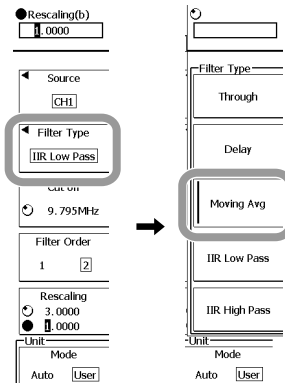 Rescaling(b)
1.0000
Source
CH1
Filter Type
IIR Low Pass
Cut off
9.795MHz
Filter Order
1 2
Rescaling
3.0000
1.0000
Unit
Mode
Auto User
Filter Type
Through
Delay
Moving Avg
IIR Low Pass
IIR High Pass
Unit
Mode
Auto User